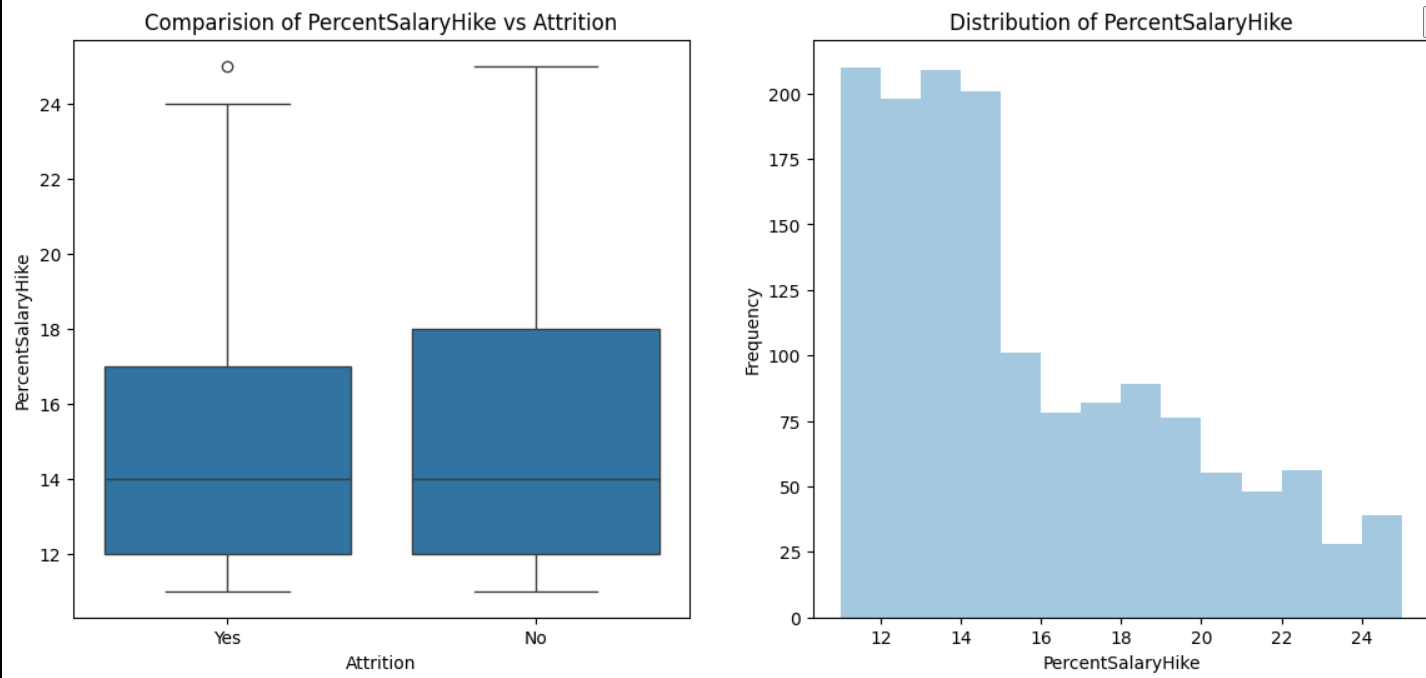 Comparision of PercentSalaryHike vs Attrition
PercentSalaryHike
24
22
20
18
16
14
12
Yes
No
Attrition
Distribution of PercentSalaryHike
Frequency
200
175
150
125
100
75
50
25
0
12
14
16
18
20
22
24
PercentSalaryHike